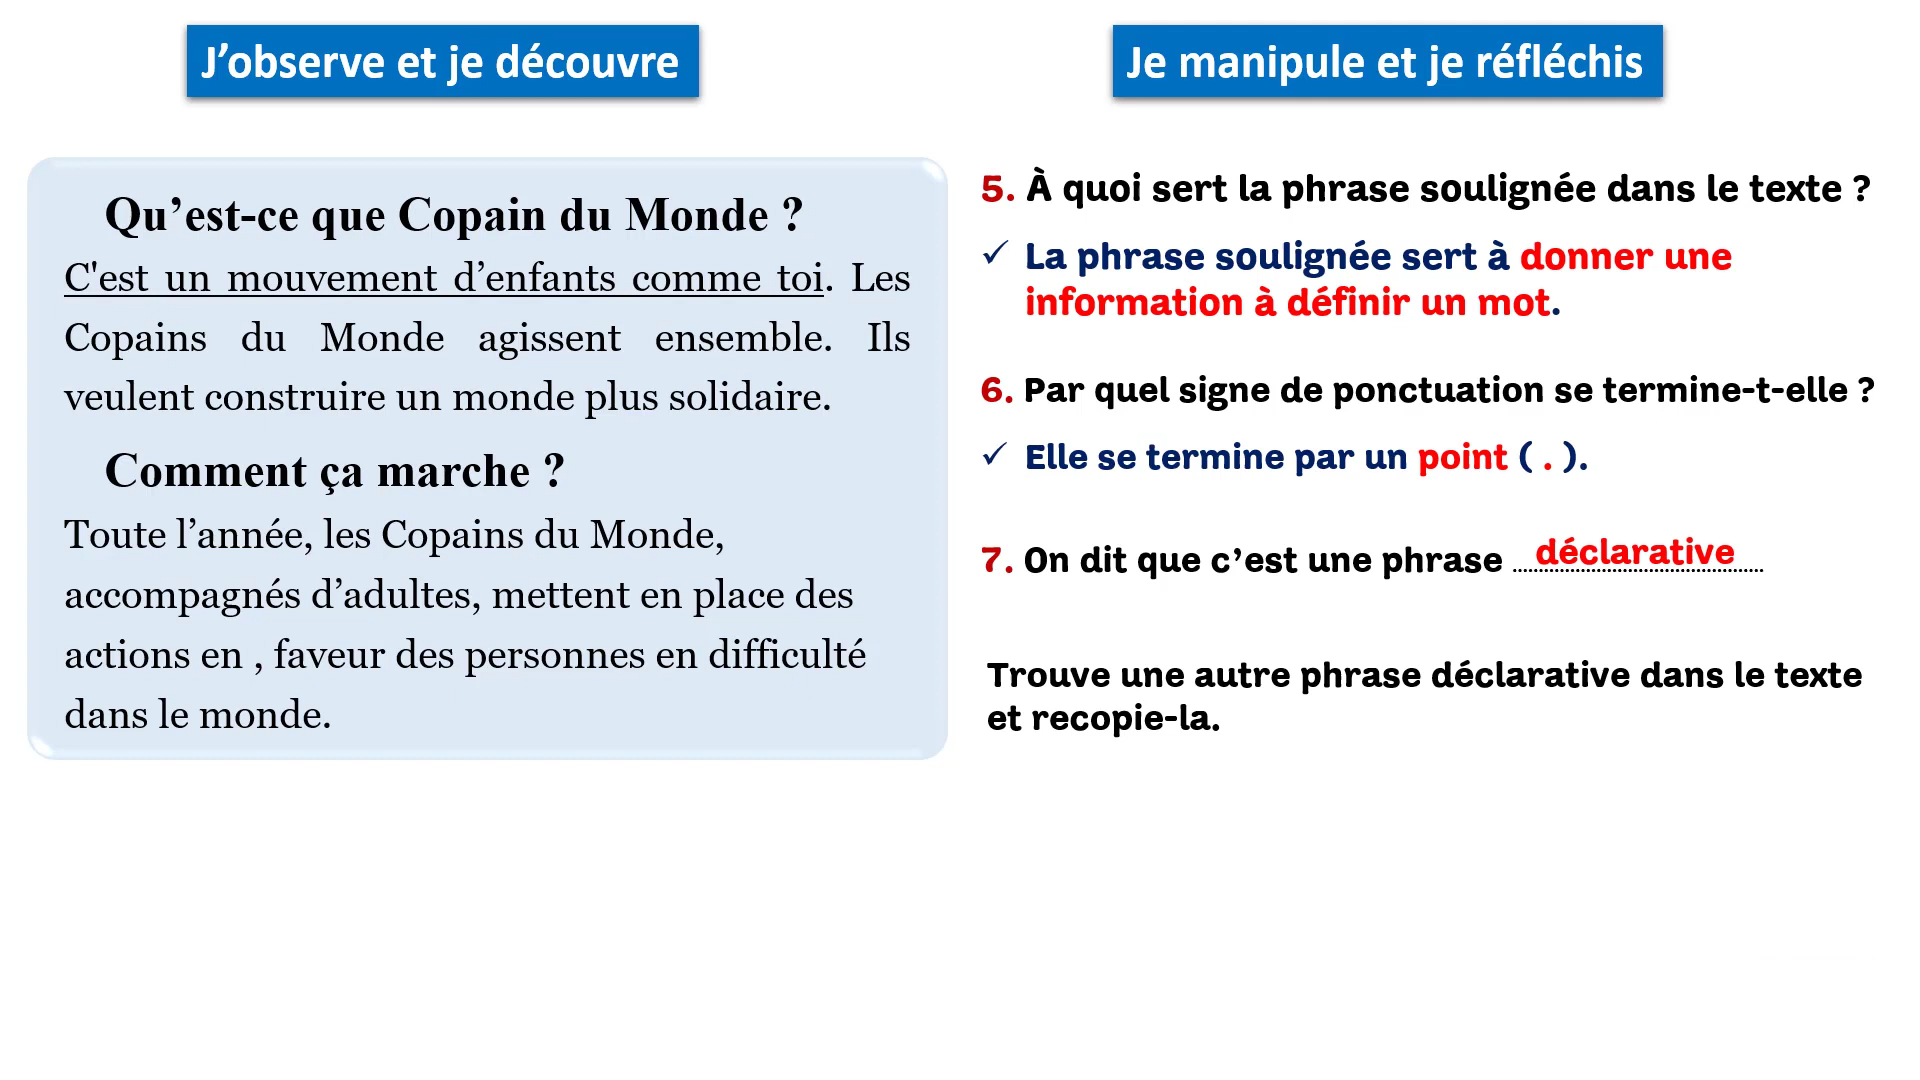 J’observe et je découvre
Qu’est-ce que Copain du Monde ?
C'est un mouvement d’enfants comme toi. Les
Copains du Monde agissent ensemble. Ils
veulent construire un monde plus solidaire.
Comment ça marche ?
Toute l’année, les Copains du Monde,
accompagnés d’adultes, mettent en place des
actions en , faveur des personnes en difficulté
dans le monde.
Je manipule et je réfléchis
5. À quoi sert la phrase soulignée dans le texte ?
✓ La phrase soulignée sert à donner une
information à définir un mot.
6. Par quel signe de ponctuation se termine-t-elle ?
✓ Elle se termine par un point ( . ).
7. On dit que c’est une phrase déclarative
Trouve une autre phrase déclarative dans le texte
et recopie-la.